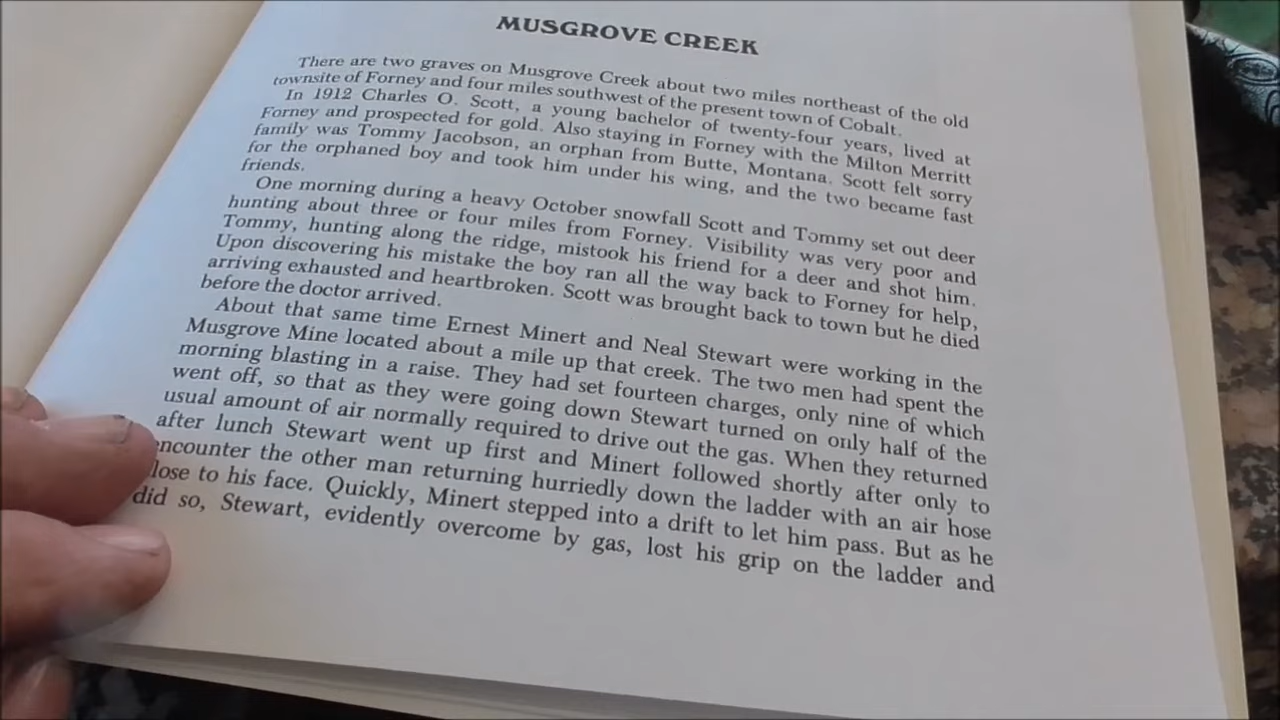 MUSGROVE CREEK
There are two graves on Musgrove Creek about two miles northeast of the old
townsite of Forney and four miles southwest of the present town of Cobalt.
In 1912 Charles O. Scott, a young bachelor of twenty-four years, lived at
Forney and prospected for gold. Also staying in Forney with the Milton Merritt
family was Tommy Jacobson, an orphan from Butte, Montana. Scott felt sorry
for the orphaned boy and took him under his wing, and the two became fast
friends.
One morning during a heavy October snowfall Scott and Tommy set out deer
hunting about three or four miles from Forney. Visibility was very poor and
Tommy, hunting along the ridge, mistook his friend for a deer and shot him.
Upon discovering his mistake the boy ran all the way back to Forney for help,
arriving exhausted and heartbroken. Scott was brought back to town but he died
before the doctor arrived.
About that same time Ernest Minert and Neal Stewart were working in the
Musgrove Mine located about a mile up that creek. The two men had spent the
morning blasting in a raise. They had set fourteen charges, only nine of which
went off, so that as they were going down Stewart turned on only half of the
usual amount of air normally required to drive out the gas. When they returned
after lunch Stewart went up first and Minert followed shortly after only to
encounter the other man returning hurriedly down the ladder with an air hose
lose to his face. Quickly, Minert stepped into a drift to let him pass. But as he
did so, Stewart, evidently overcome by gas, lost his grip on the ladder and